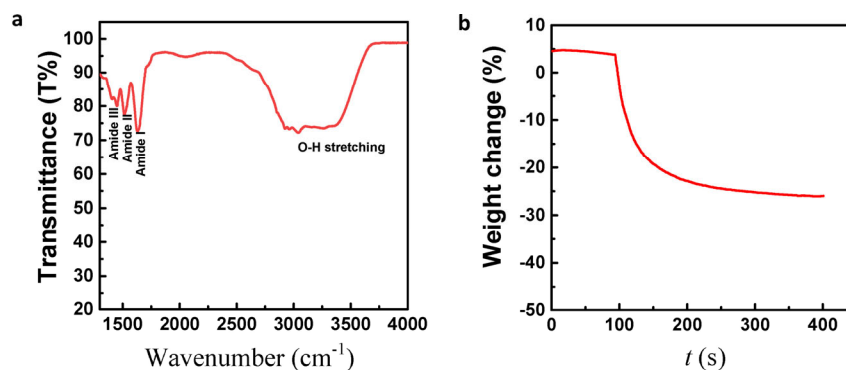 a
Transmittance (T%)
100
90
80
70
60
50
40
30
20
Amide III
Amide II
Amide I
O-H stretching
1500
2000
2500
3000
3500
4000
Wavenumber (cm⁻¹)
b
Weight change (%)
10
0
-10
-20
-30
-40
-50
0
100
200
300
400
t (s)